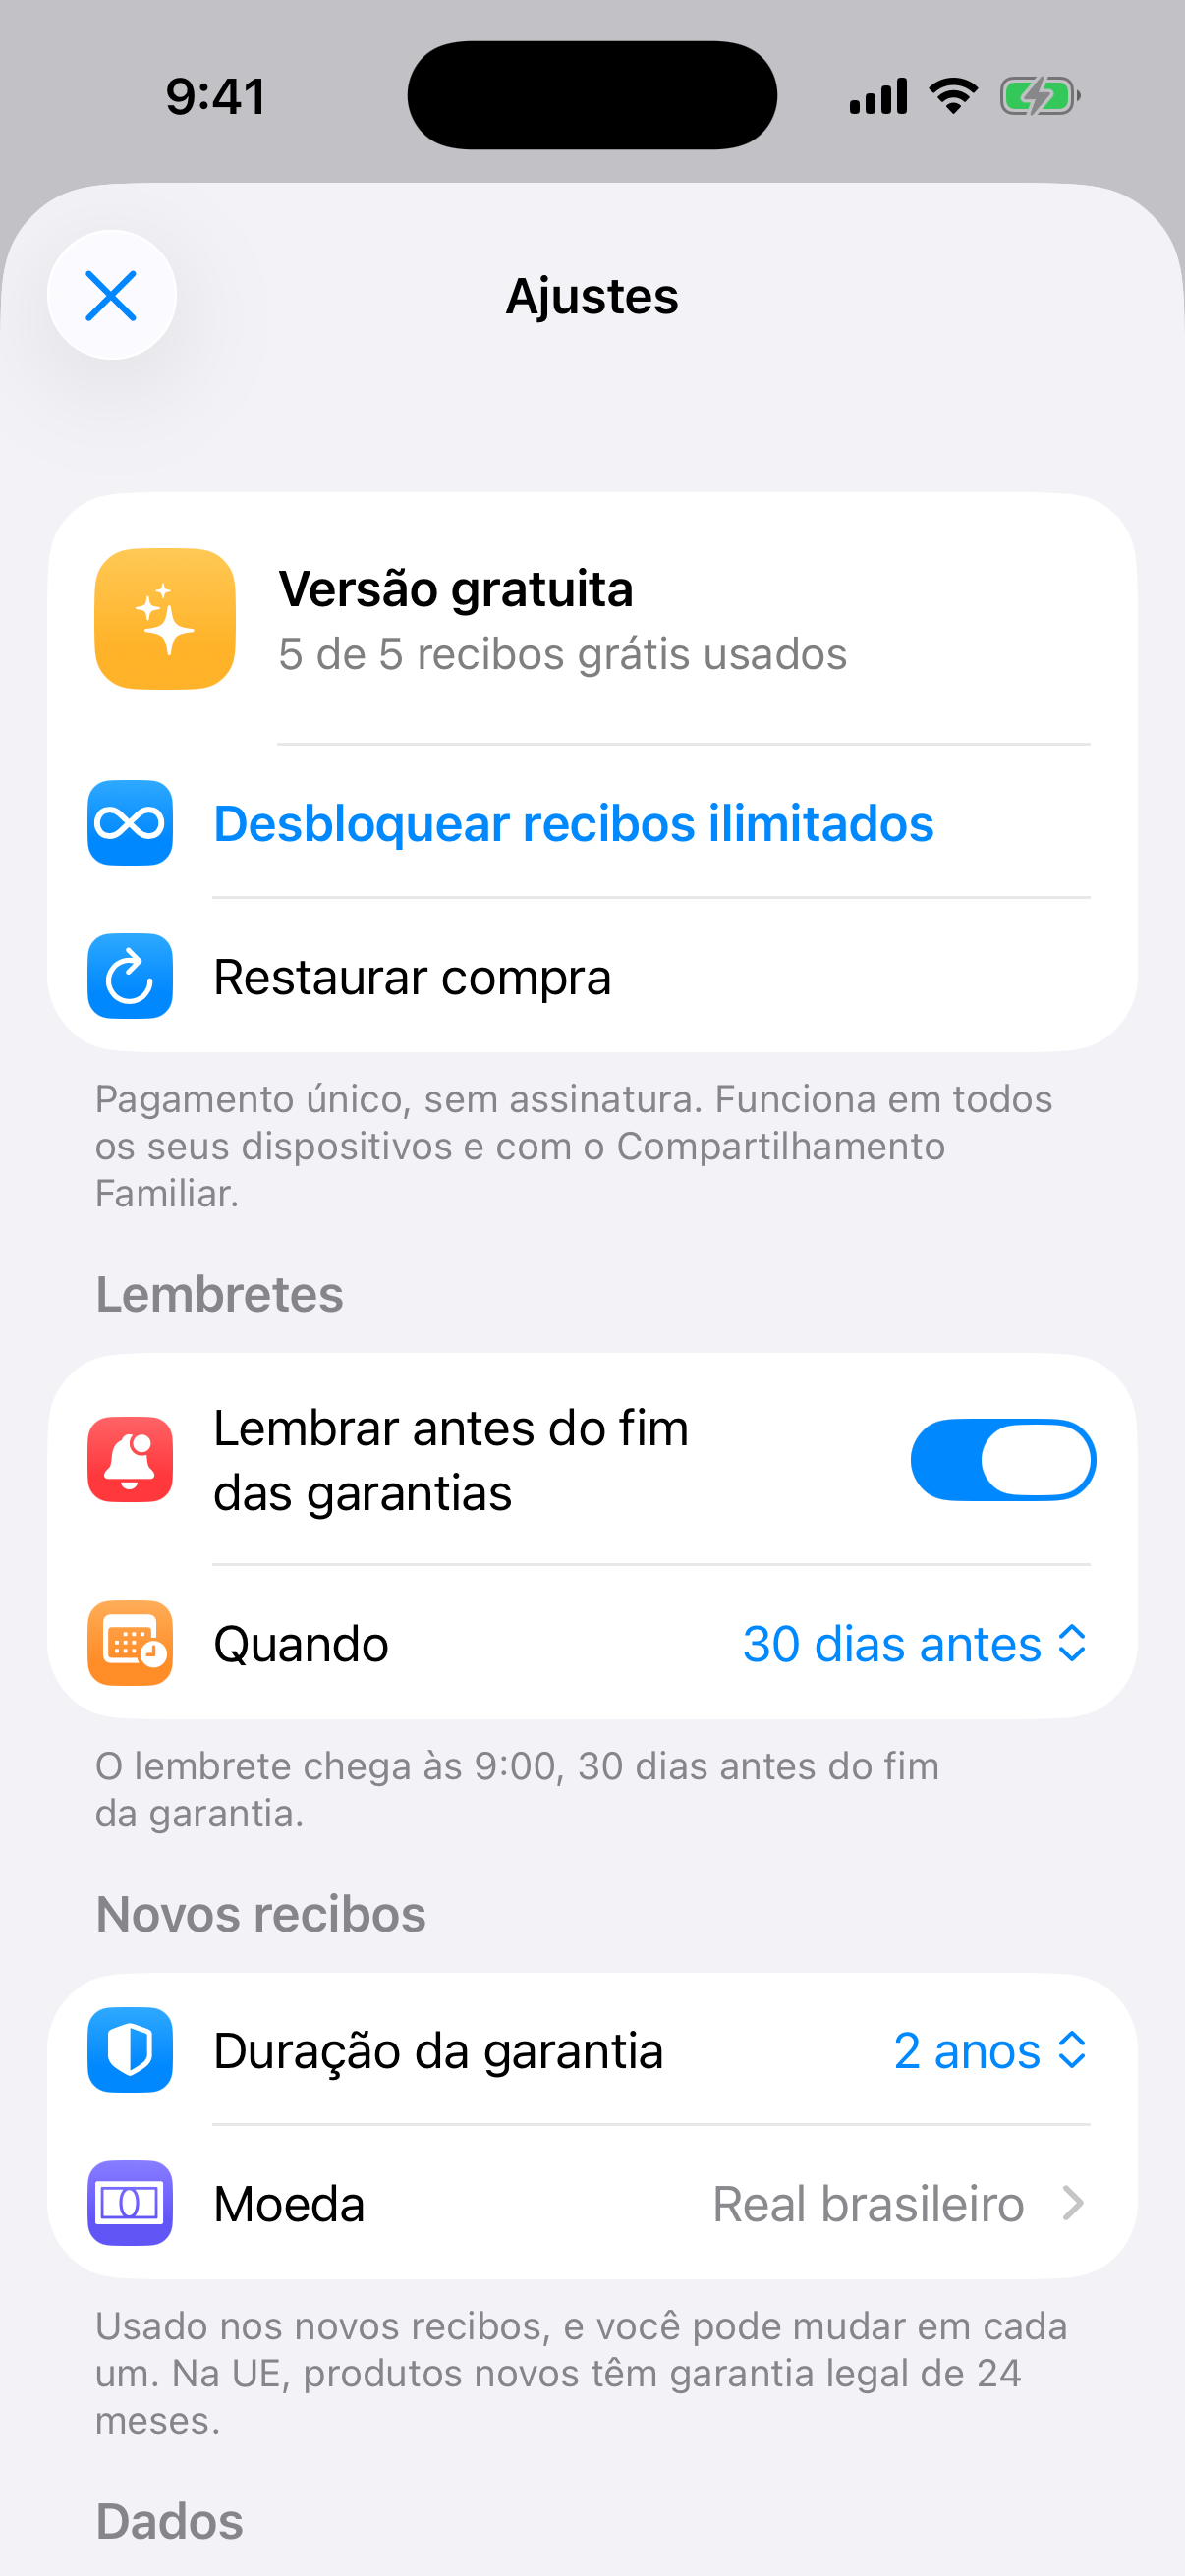 9:41
Ajustes
Versão gratuita
5 de 5 recibos grátis usados
Desbloquear recibos ilimitados
Restaurar compra
Pagamento único, sem assinatura. Funciona em todos
os seus dispositivos e com o Compartilhamento
Familiar.
Lembretes
Lembrar antes do fim
das garantias
Quando
30 dias antes
O lembrete chega às 9:00, 30 dias antes do fim
da garantia.
Novos recibos
Duração da garantia
2 anos
Moeda
Real brasileiro
Usado nos novos recibos, e você pode mudar em cada
um. Na UE, produtos novos têm garantia legal de 24
meses.
Dados